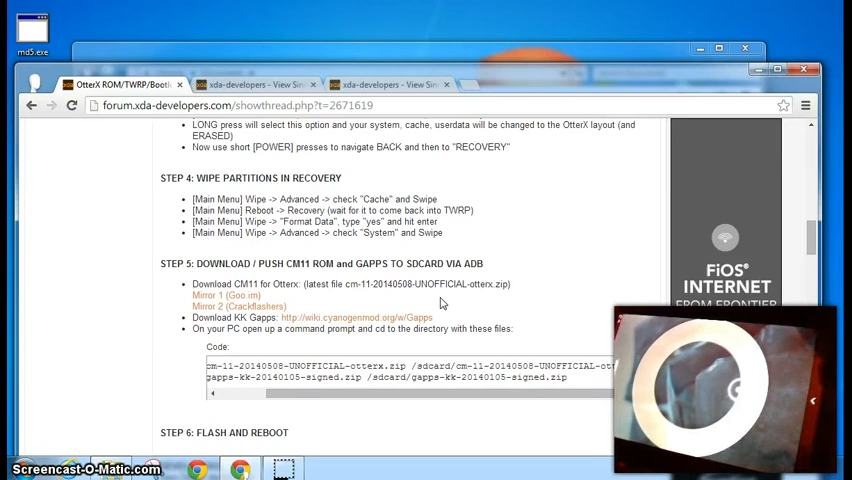 md5.exe
OtterX ROM/TWRP/Bootl
xda-developers - View Sin
xda-developers - View Sin
forum.xda-developers.com/showthread.php?t=2671619
LONG press will select this option and your system, cache, userdata will be changed to the OtterX layout (and
ERASED)
Now use short [POWER] presses to navigate BACK and then to "RECOVERY"
STEP 4: WIPE PARTITIONS IN RECOVERY
[Main Menu] Wipe -> Advanced -> check "Cache" and Swipe
[Main Menu] Reboot -> Recovery (wait for it to come back into TWRP)
[Main Menu] Wipe -> "Format Data", type "yes" and hit enter
[Main Menu] Wipe -> Advanced -> check "System" and Swipe
STEP 5: DOWNLOAD / PUSH CM11 ROM and GAPPS TO SDCARD VIA ADB
Download CM11 for Otterx: (latest file cm-11-20140508-UNOFFICIAL-otterx.zip)
Mirror 1 (Goo.im)
Mirror 2 (Crackflashers)
Download KK Gapps: http://wiki.cyanogenmod.org/w/Gapps
On your PC open up a command prompt and cd to the directory with these files:
Code:
cm-11-20140508-UNOFFICIAL-otterx.zip /sdcard/cm-11-20140508-UNOFFICIAL-otte
gapps-kk-20140105-signed.zip /sdcard/gapps-kk-20140105-signed.zip
STEP 6: FLASH AND REBOOT
FiOS
INTERNET
FROM FRONTIER
Screencast-O-Matic.com